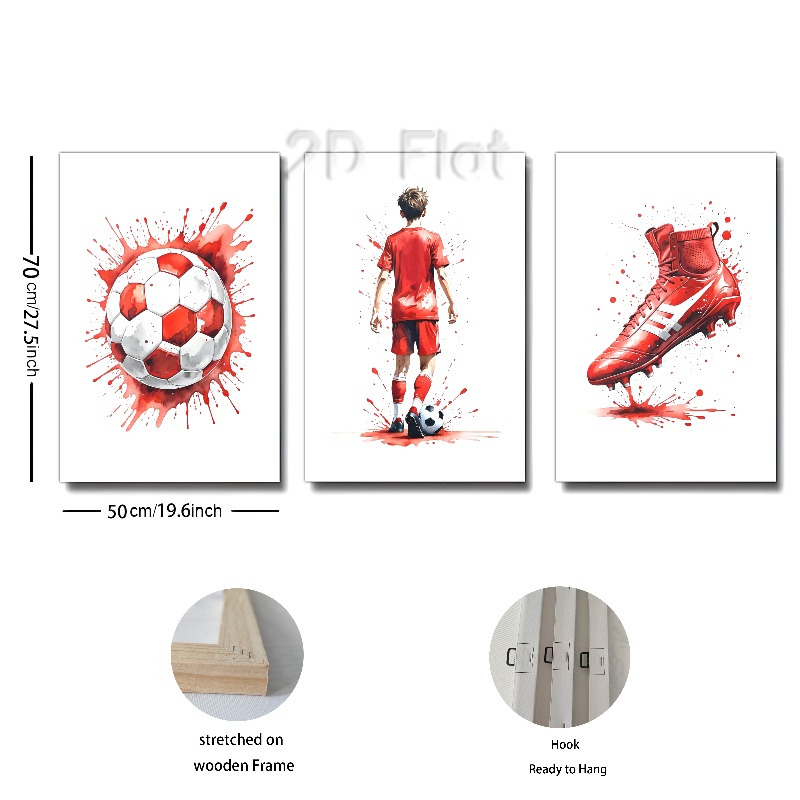 2D Flat
70 cm/27.5inch
50 cm/19.6inch
stretched on
wooden Frame
Hook
Ready to Hang